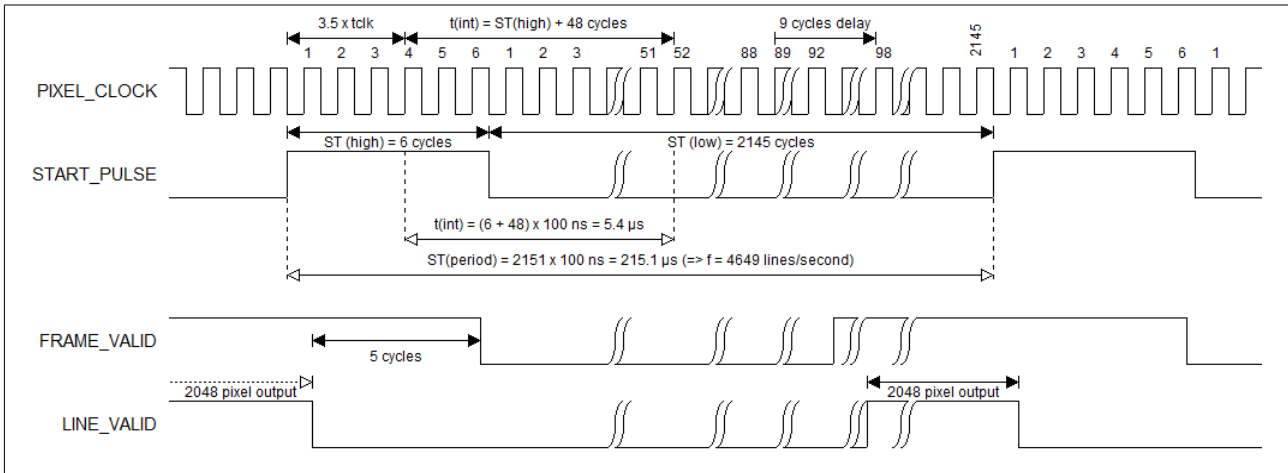 3.5 x tclk
t(int) = ST(high) + 48 cycles
9 cycles delay
1 2 3 4 5 6 1 2 3 51 52 88 89 92 98 2145 1 2 3 4 5 6 1
PIXEL_CLOCK
ST (high) = 6 cycles
ST (low) = 2145 cycles
START_PULSE
t(int) = (6 + 48) x 100 ns = 5.4 µs
ST(period) = 2151 x 100 ns = 215.1 µs (=> f = 4649 lines/second)
FRAME_VALID
5 cycles
2048 pixel output
2048 pixel output
LINE_VALID